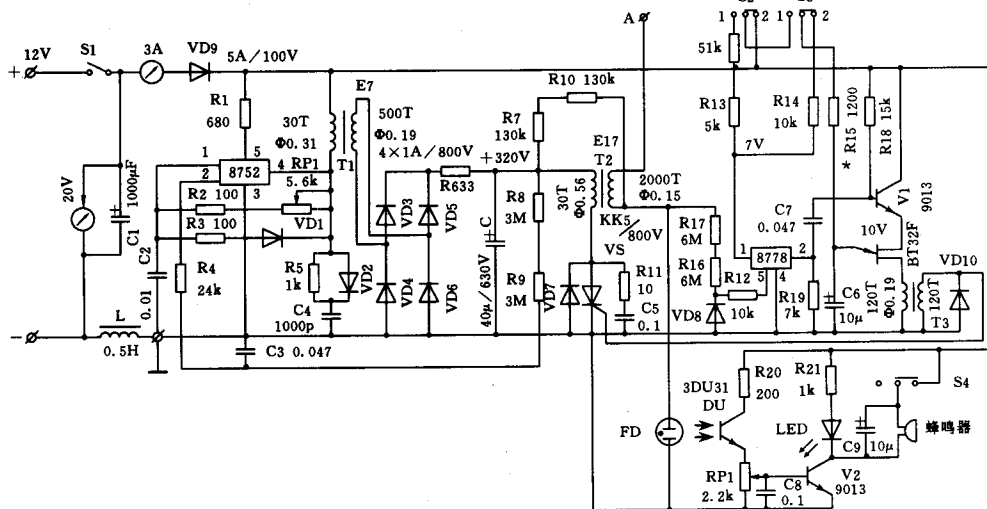 A
1
2
1
2
12V
S1
3A
VD9
5A/100V
51k
+
R10 130k
E7
R1
680
30T
Φ0.31
500T
Φ0.19
4×1A/800V
R7
130k
E17
R13
5k
R14
10k
R15 1200
*
R18 15k
7V
+320V
T1
T2
1
5
8752
4
2
3
RP1
5.6k
R633
30T
Φ0.56
2000T
Φ0.15
V1
9013
20V
1000μF
C1
R2 100
R3 100
VD1
VD3
VD5
R8
3M
KK5
/800V
R17
6M
C7
0.047
10V
BT32F
C
40μ/630V
VS
1
8778
2
5
4
C2
0.01
R4
24k
R5
1k
VD2
VD4
VD6
R9
3M
VD7
R11
10
R16
6M
R12
10k
VD8
R19
7k
C6
10μ
120T
Φ0.19
120T
T3
VD10
C4
1000p
C5
0.1
L
0.5H
−
C3 0.047
3DU31
DU
R20
200
R21
1k
S4
FD
LED
C9
10μ
蜂鸣器
RP1
2.2k
C8
0.1
V2
9013